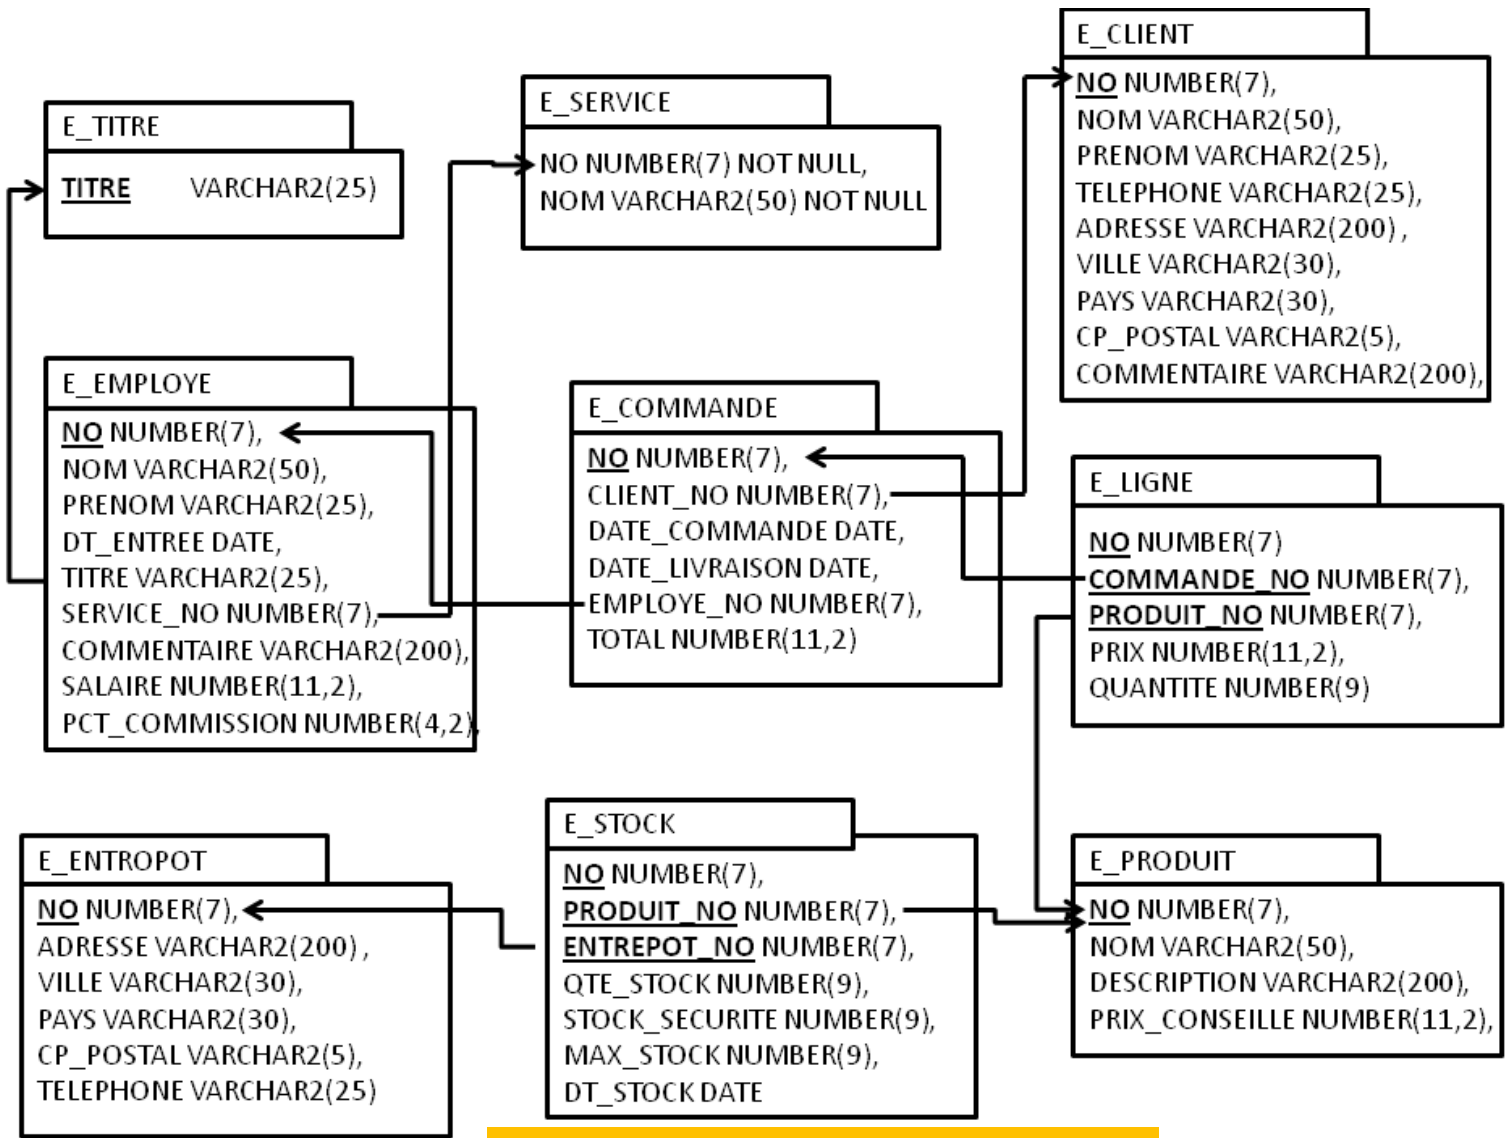 E_TITRE
TITRE VARCHAR2(25)
E_SERVICE
NO NUMBER(7) NOT NULL,
NOM VARCHAR2(50) NOT NULL
E_CLIENT
NO NUMBER(7),
NOM VARCHAR2(50),
PRENOM VARCHAR2(25),
TELEPHONE VARCHAR2(25),
ADRESSE VARCHAR2(200) ,
VILLE VARCHAR2(30),
PAYS VARCHAR2(30),
CP_POSTAL VARCHAR2(5),
COMMENTAIRE VARCHAR2(200),
E_EMPLOYE
NO NUMBER(7),
NOM VARCHAR2(50),
PRENOM VARCHAR2(25),
DT_ENTREE DATE,
TITRE VARCHAR2(25),
SERVICE_NO NUMBER(7),
COMMENTAIRE VARCHAR2(200),
SALAIRE NUMBER(11,2),
PCT_COMMISSION NUMBER(4,2),
E_COMMANDE
NO NUMBER(7),
CLIENT_NO NUMBER(7),
DATE_COMMANDE DATE,
DATE_LIVRAISON DATE,
EMPLOYE_NO NUMBER(7),
TOTAL NUMBER(11,2)
E_LIGNE
NO NUMBER(7)
COMMANDE_NO NUMBER(7),
PRODUIT_NO NUMBER(7),
PRIX NUMBER(11,2),
QUANTITE NUMBER(9)
E_ENTROPOT
NO NUMBER(7),
ADRESSE VARCHAR2(200) ,
VILLE VARCHAR2(30),
PAYS VARCHAR2(30),
CP_POSTAL VARCHAR2(5),
TELEPHONE VARCHAR2(25)
E_STOCK
NO NUMBER(7),
PRODUIT_NO NUMBER(7),
ENTREPOT_NO NUMBER(7),
QTE_STOCK NUMBER(9),
STOCK_SECURITE NUMBER(9),
MAX_STOCK NUMBER(9),
DT_STOCK DATE
E_PRODUIT
NO NUMBER(7),
NOM VARCHAR2(50),
DESCRIPTION VARCHAR2(200),
PRIX_CONSEILLE NUMBER(11,2),